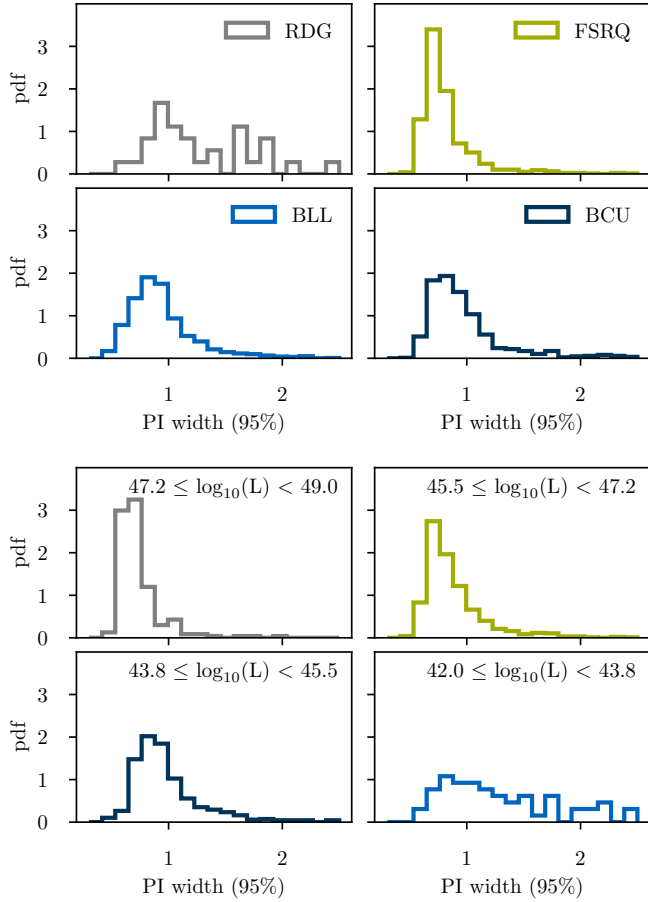 RDG
FSRQ
pdf
3
2
1
0
BLL
BCU
pdf
3
2
1
0
1
2
1
2
PI width (95%)
PI width (95%)
47.2 ≤ log₁₀(L) < 49.0
45.5 ≤ log₁₀(L) < 47.2
pdf
3
2
1
0
43.8 ≤ log₁₀(L) < 45.5
42.0 ≤ log₁₀(L) < 43.8
pdf
3
2
1
0
1
2
1
2
PI width (95%)
PI width (95%)